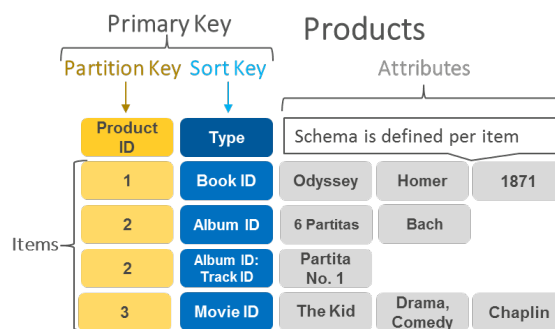 Primary Key
Products
Partition Key
Sort Key
Attributes
Product
ID
Type
Schema is defined per item
1
Book ID
Odyssey
Homer
1871
2
Album ID
6 Partitas
Bach
Items
2
Album ID:
Track ID
Partita
No. 1
3
Movie ID
The Kid
Drama,
Comedy
Chaplin